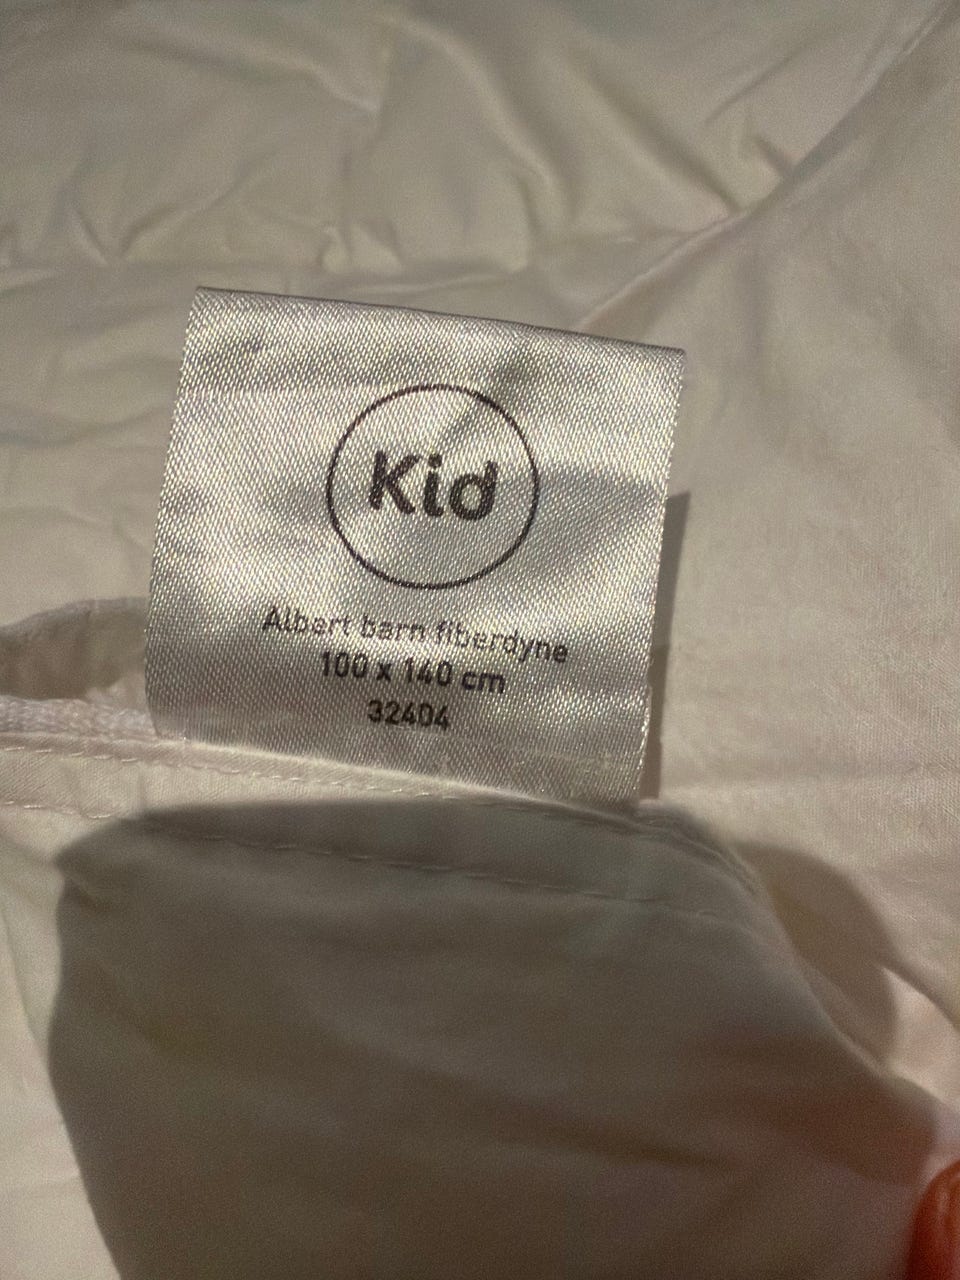 Kid
Albert barn fiberdyne
100 x 140 cm
32404